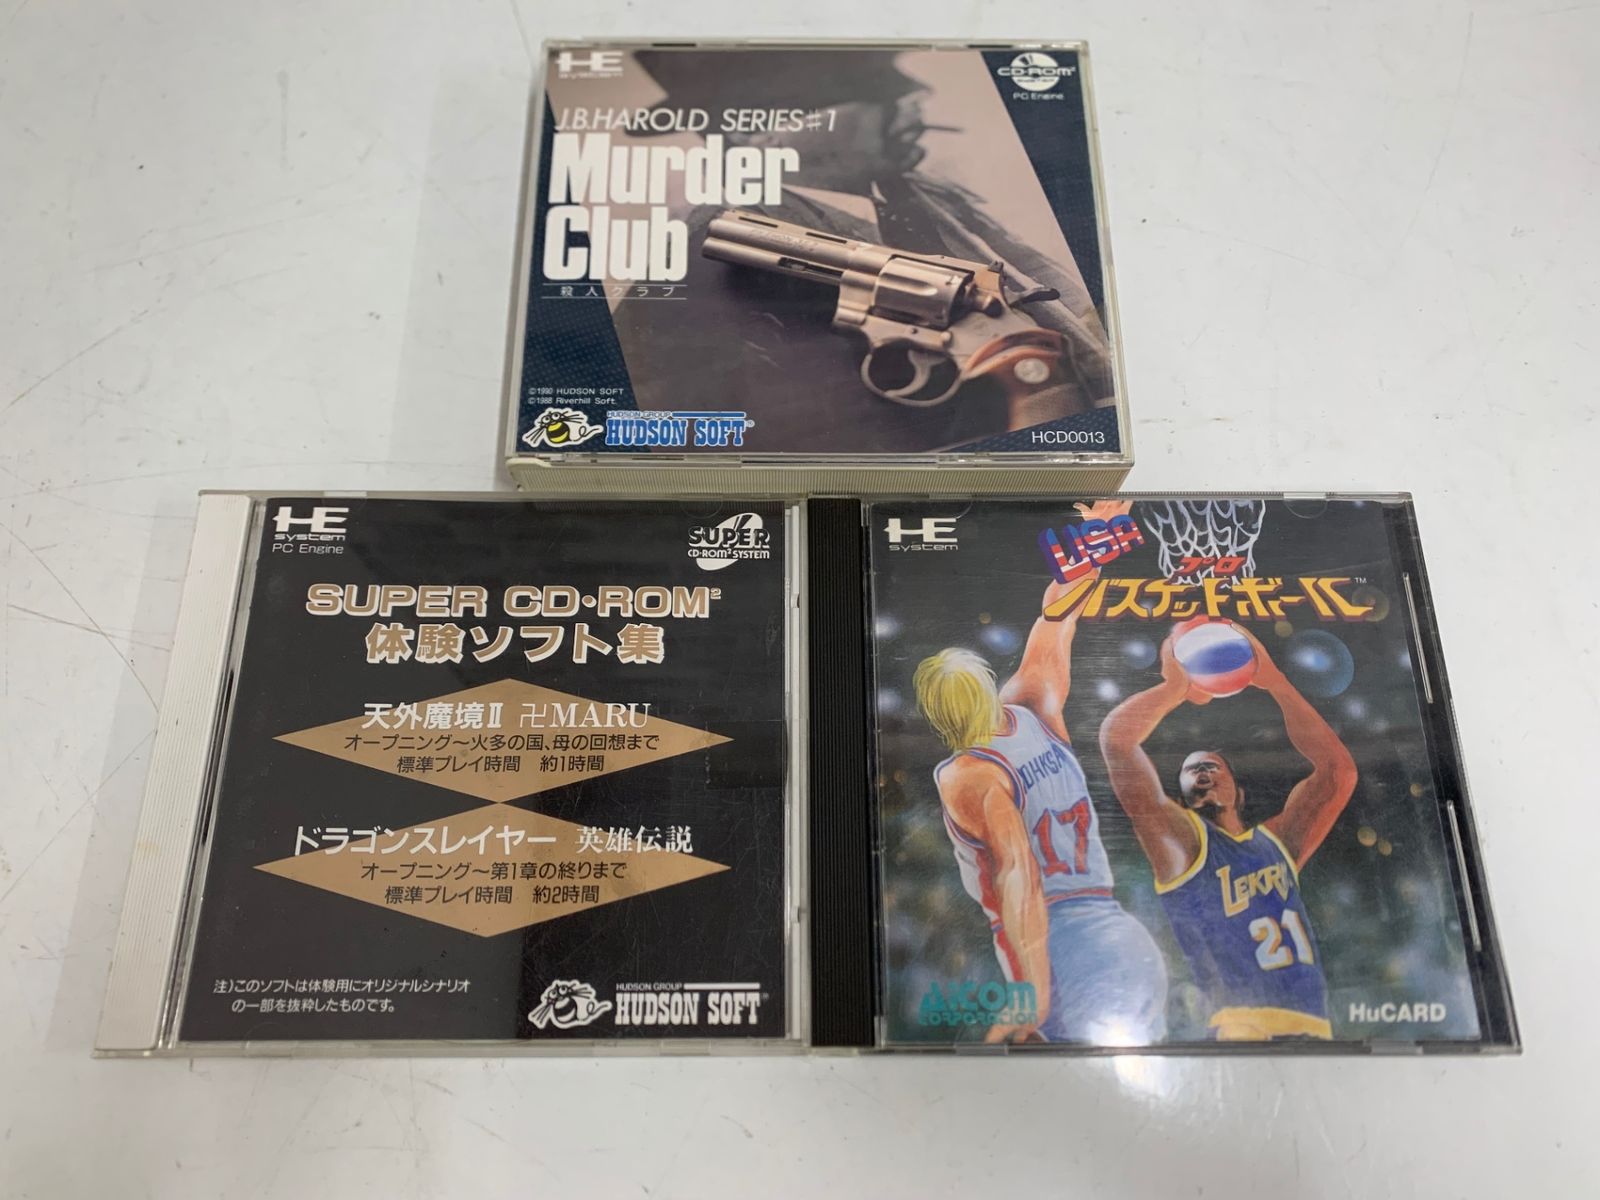 HE
system
CD-ROM²
SYSTEM
PC Engine
J.B.HAROLD SERIES#1
Murder
Club
殺人クラブ
©1990 HUDSON SOFT
©1988 Riverhill Soft.
HUDSON GROUP
HUDSON SOFT®
HCD0013
HE
system
PC Engine
SUPER
CD-ROM² SYSTEM
SUPER CD・ROM²
体験ソフト集
天外魔境II 卍MARU
オープニング～火多の国、母の回想まで
標準プレイ時間 約1時間
ドラゴンスレイヤー 英雄伝説
オープニング～第1章の終りまで
標準プレイ時間 約2時間
注)このソフトは体験用にオリジナルシナリオ
の一部を抜粋したものです。
HUDSON GROUP
HUDSON SOFT®
HE
system
USA
プロ
バスケットボール™
17
21
AICOM
CORPORATION
HuCARD